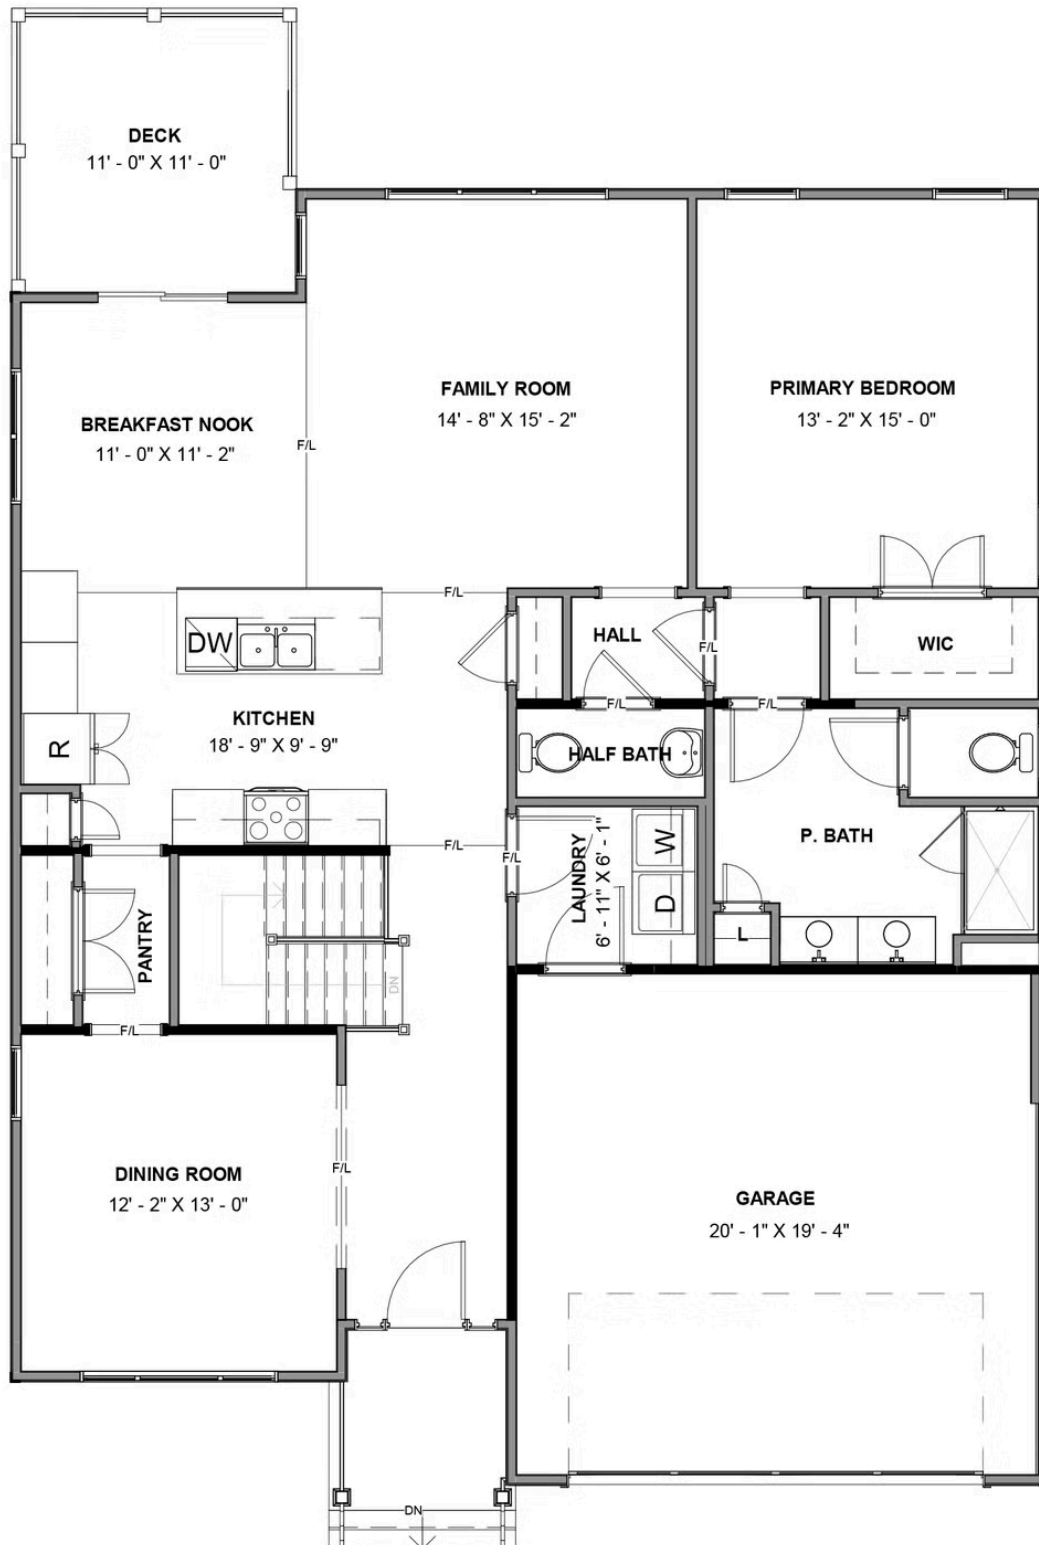 DECK
11' - 0" X 11' - 0"
FAMILY ROOM
14' - 8" X 15' - 2"
PRIMARY BEDROOM
13' - 2" X 15' - 0"
BREAKFAST NOOK
11' - 0" X 11' - 2"
F/L
F/L
DW
HALL
F/L
WIC
F/L
F/L
R
KITCHEN
18' - 9" X 9' - 9"
HALF BATH
P. BATH
F/L
F/L
LAUNDRY
6' - 11" X 6' - 1"
W
D
L
PANTRY
DN
F/L
DINING ROOM
12' - 2" X 13' - 0"
F/L
GARAGE
20' - 1" X 19' - 4"
DN